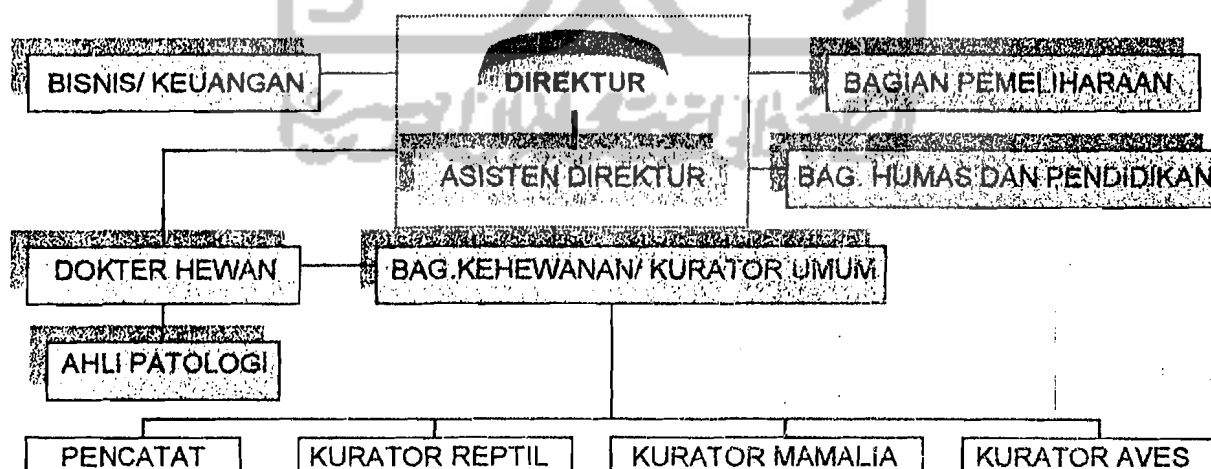 BISNIS/ KEUANGAN
DIREKTUR
BAGIAN PEMELIHARAAN
ASISTEN DIREKTUR
BAG. HUMAS DAN PENDIDIKAN
DOKTER HEWAN
BAG.KEHEWANAN/ KURATOR UMUM
AHLI PATOLOGI
PENCATAT
KURATOR REPTIL
KURATOR MAMALIA
KURATOR AVES